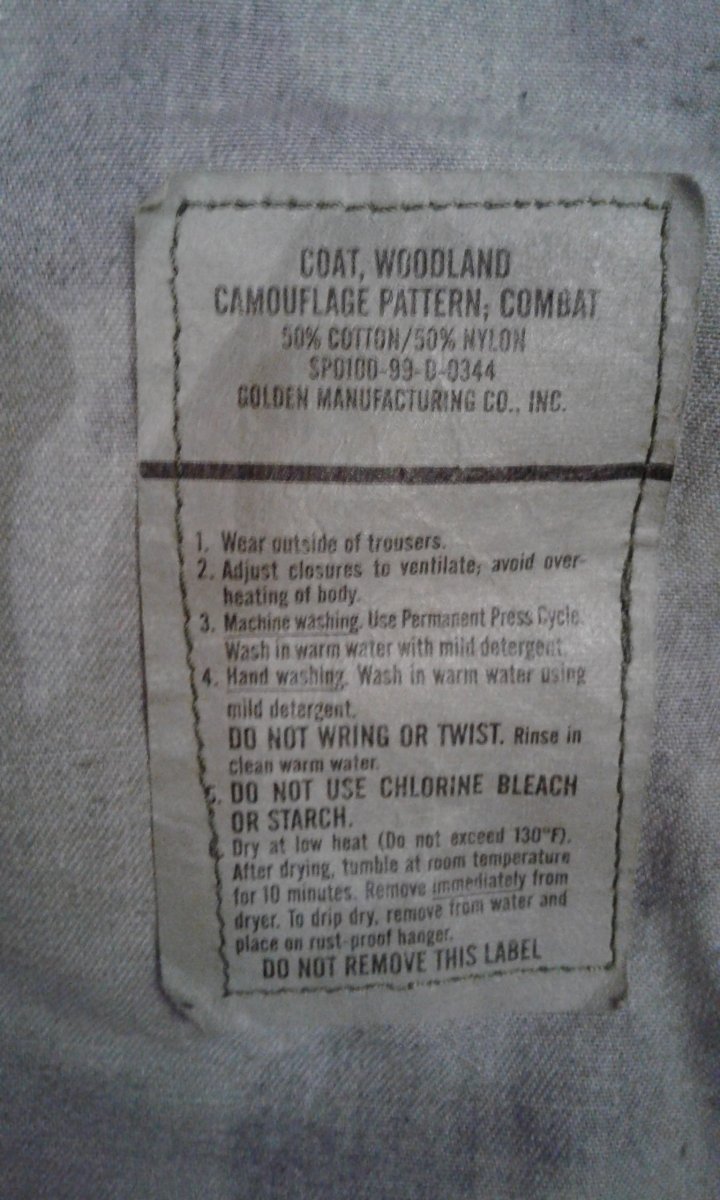 COAT, WOODLAND
CAMOUFLAGE PATTERN; COMBAT
50% COTTON/50% NYLON
SPO100-99-D-0344
GOLDEN MANUFACTURING CO., INC.
1. Wear outside of trousers.
2. Adjust closures to ventilate; avoid over-
heating of body.
3. Machine washing. Use Permanent Press Cycle.
Wash in warm water with mild detergent.
4. Hand washing. Wash in warm water using
mild detergent.
DO NOT WRING OR TWIST. Rinse in
clean warm water.
5. DO NOT USE CHLORINE BLEACH
OR STARCH.
Dry at low heat (Do not exceed 130°F).
After drying, tumble at room temperature
for 10 minutes. Remove immediately from
dryer. To drip dry, remove from water and
place on rust-proof hanger.
DO NOT REMOVE THIS LABEL